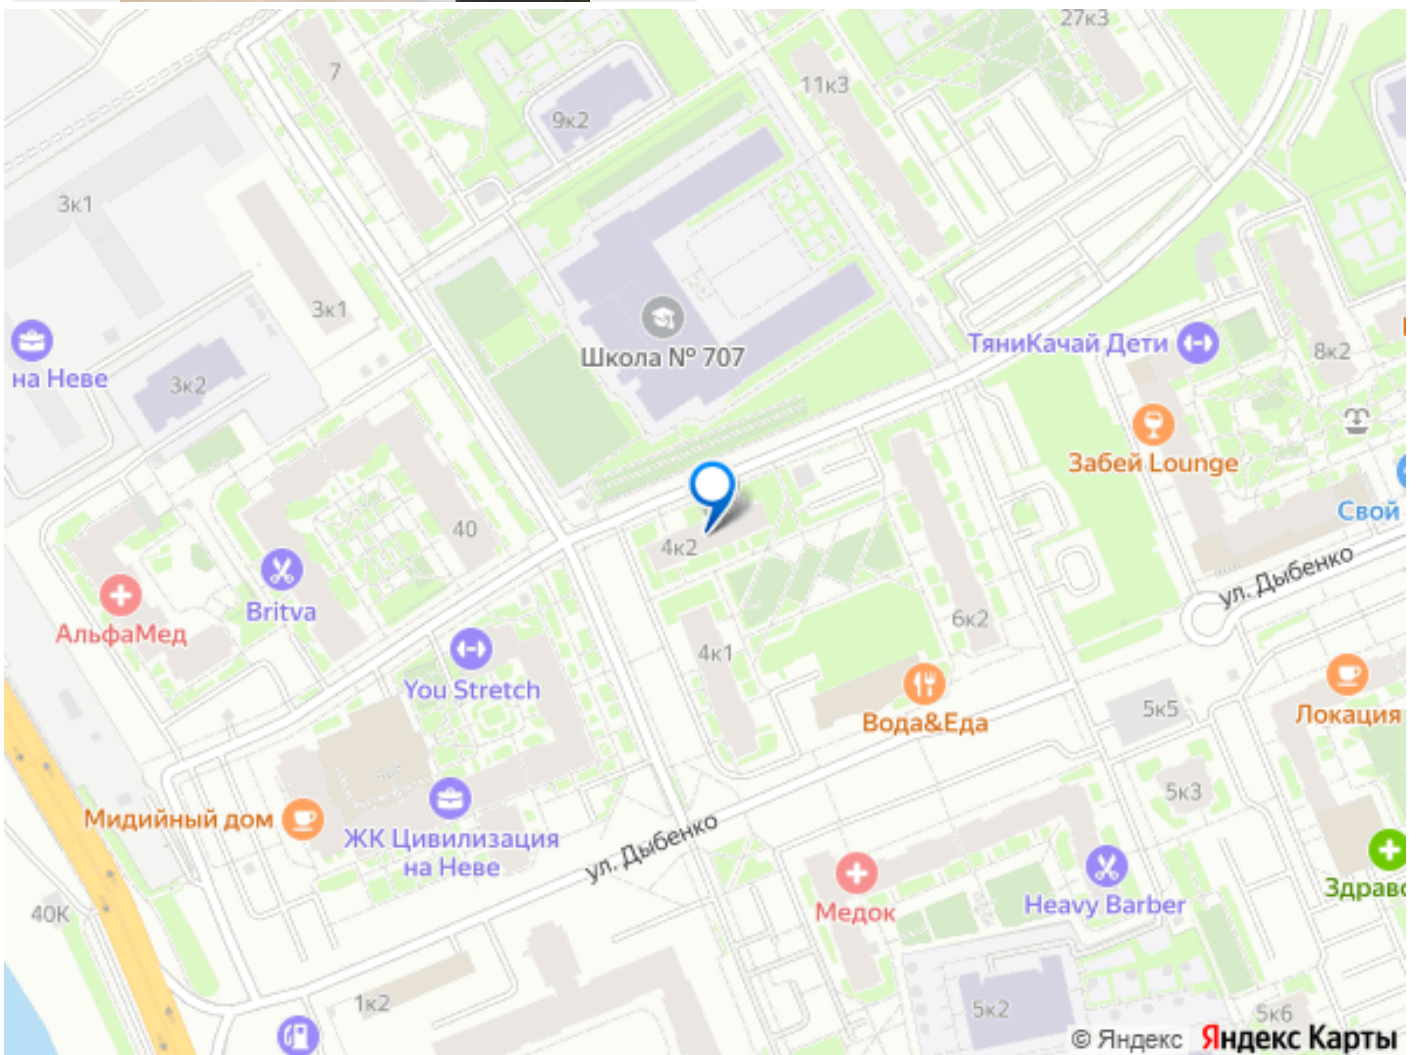 27к3
7
11к3
9к2
3к1
3к1
Школа № 707
ТяниКачай Дети
8к2
на Неве
3к2
Забей Lounge
Свой
40
4к2
ул. Дыбенко
Britva
АльфаМед
6к2
4к1
You Stretch
5к5
Локация
Вода&Еда
5к3
Мидийный дом
ЖК Цивилизация
на Неве
ул. Дыбенко
Здраво
40К
Медок
Heavy Barber
1к2
5к2
5к6
© Яндекс Яндекс Карты